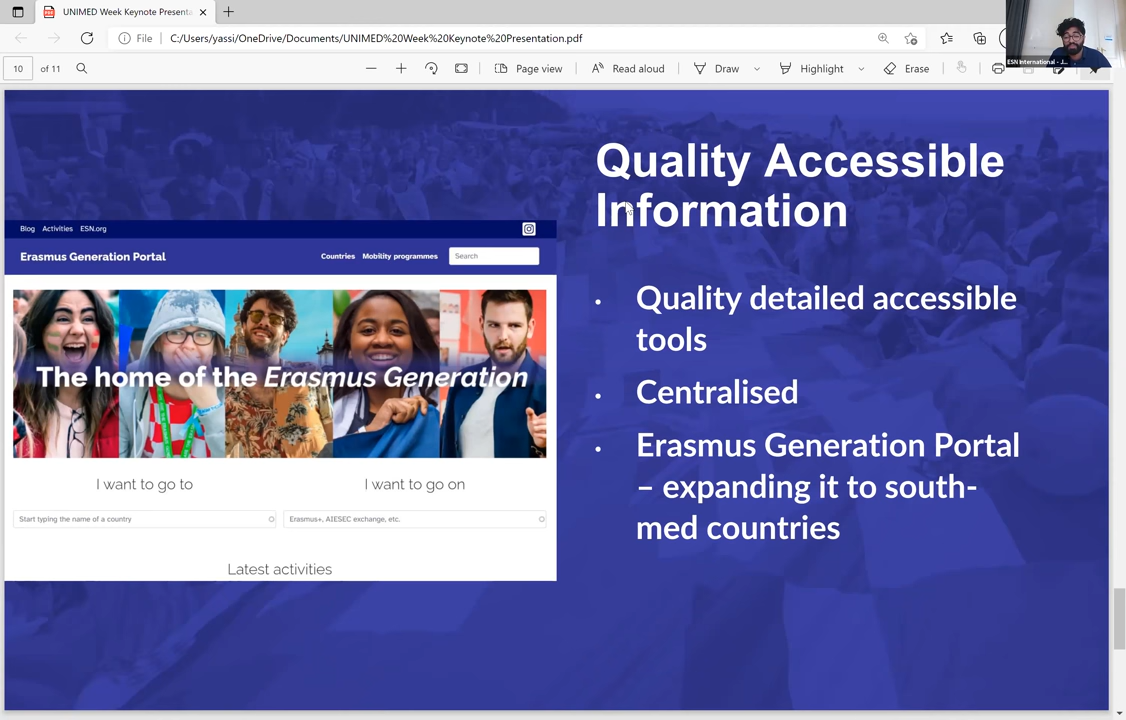 UNIMED Week Keynote Presenta
File
C:/Users/yassi/OneDrive/Documents/UNIMED%20Week%20Keynote%20Presentation.pdf
10
of 11
Page view
Read aloud
Draw
Highlight
Erase
ESN International - J...
Blog
Activities
ESN.org
Erasmus Generation Portal
Countries
Mobility programmes
Search
The home of the Erasmus Generation
I want to go to
I want to go on
Start typing the name of a country
Erasmus+, AIESEC exchange, etc.
Latest activities
Quality Accessible
Information
• Quality detailed accessible
tools
• Centralised
• Erasmus Generation Portal
– expanding it to south-
med countries